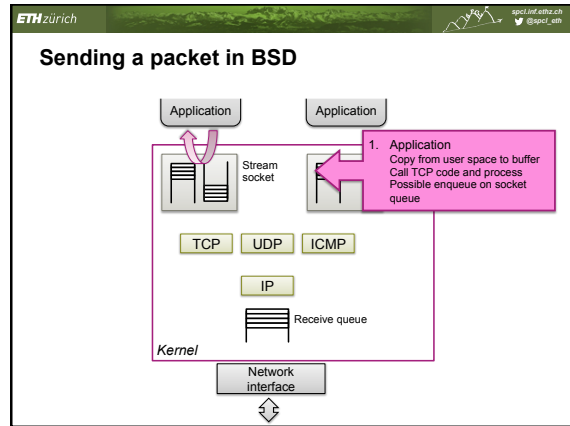 ETHzürich
spcl.inf.ethz.ch
@spcl_eth
Sending a packet in BSD
Application
Application
1. Application
Copy from user space to buffer
Call TCP code and process
Possible enqueue on socket
queue
Stream
socket
TCP
UDP
ICMP
IP
Receive queue
Kernel
Network
interface